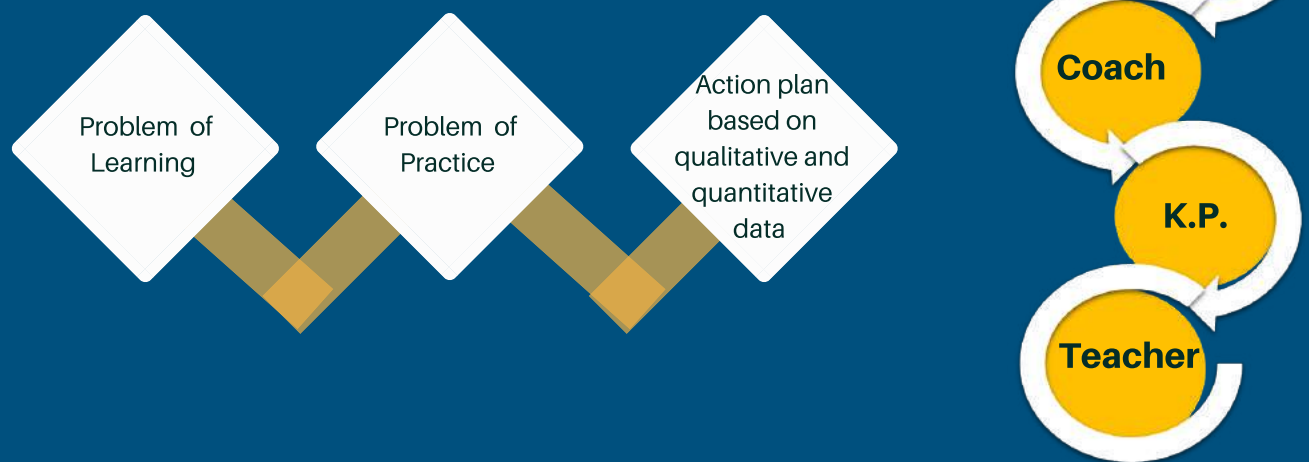 Problem of
Learning
Problem of
Practice
Action plan
based on
qualitative and
quantitative
data
Coach
K.P.
Teacher